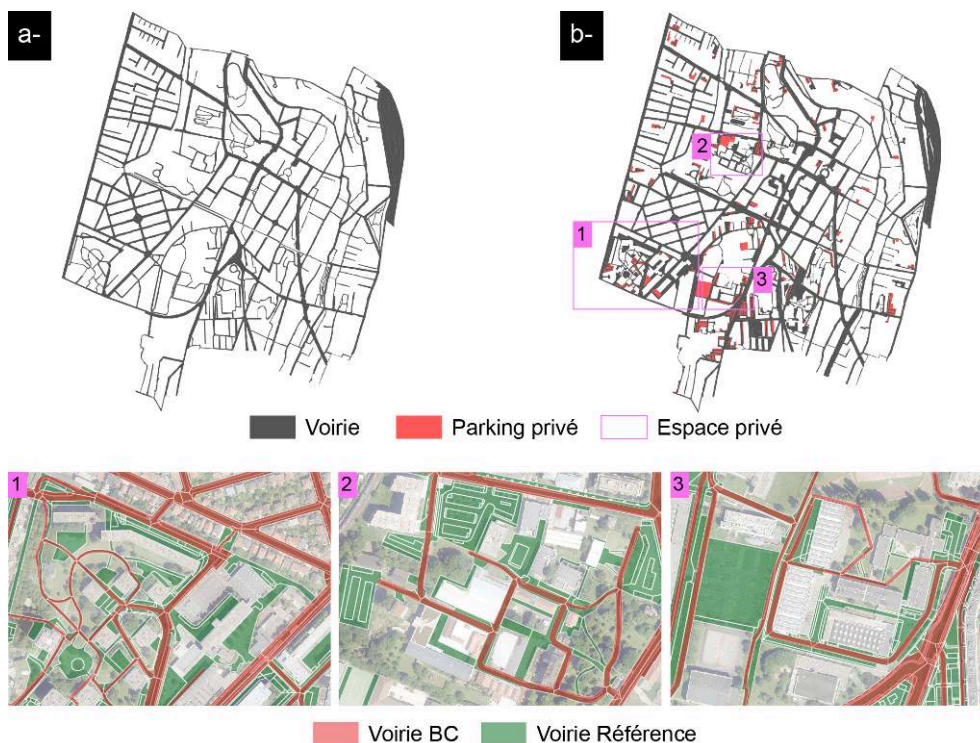 a-
b-
2
1
3
Voirie
Parking privé
Espace privé
1
2
3
Voirie BC
Voirie Référence